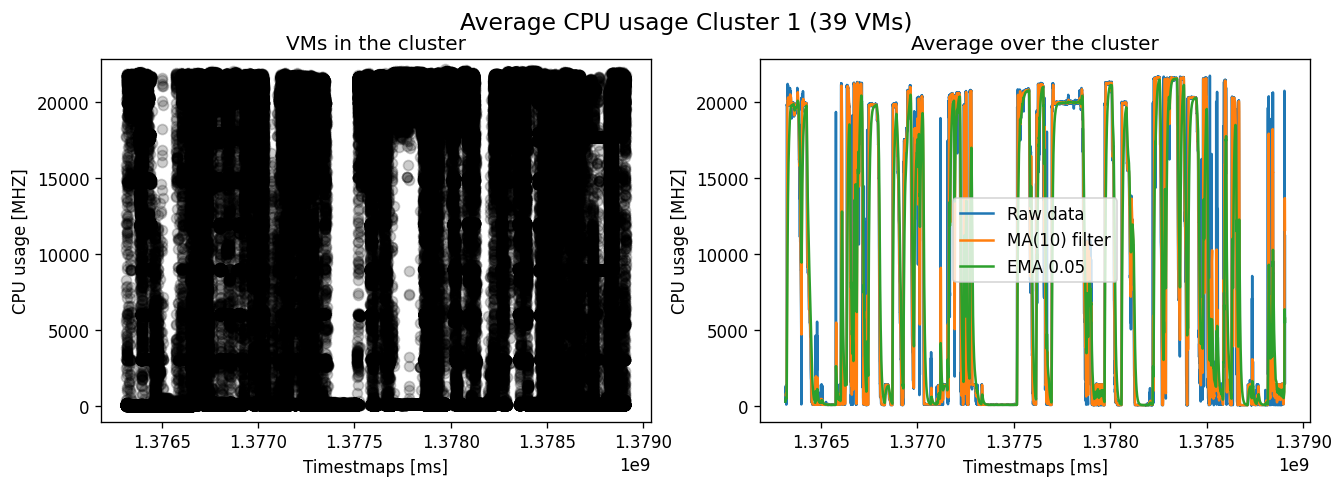 Average CPU usage Cluster 1 (39 VMs)
VMs in the cluster
CPU usage [MHZ]
20000
15000
10000
5000
0
1.3765 1.3770 1.3775 1.3780 1.3785 1.3790
1e9
Timestmaps [ms]
Average over the cluster
CPU usage [MHZ]
20000
15000
10000
5000
0
Raw data
MA(10) filter
EMA 0.05
1.3765 1.3770 1.3775 1.3780 1.3785 1.3790
1e9
Timestmaps [ms]